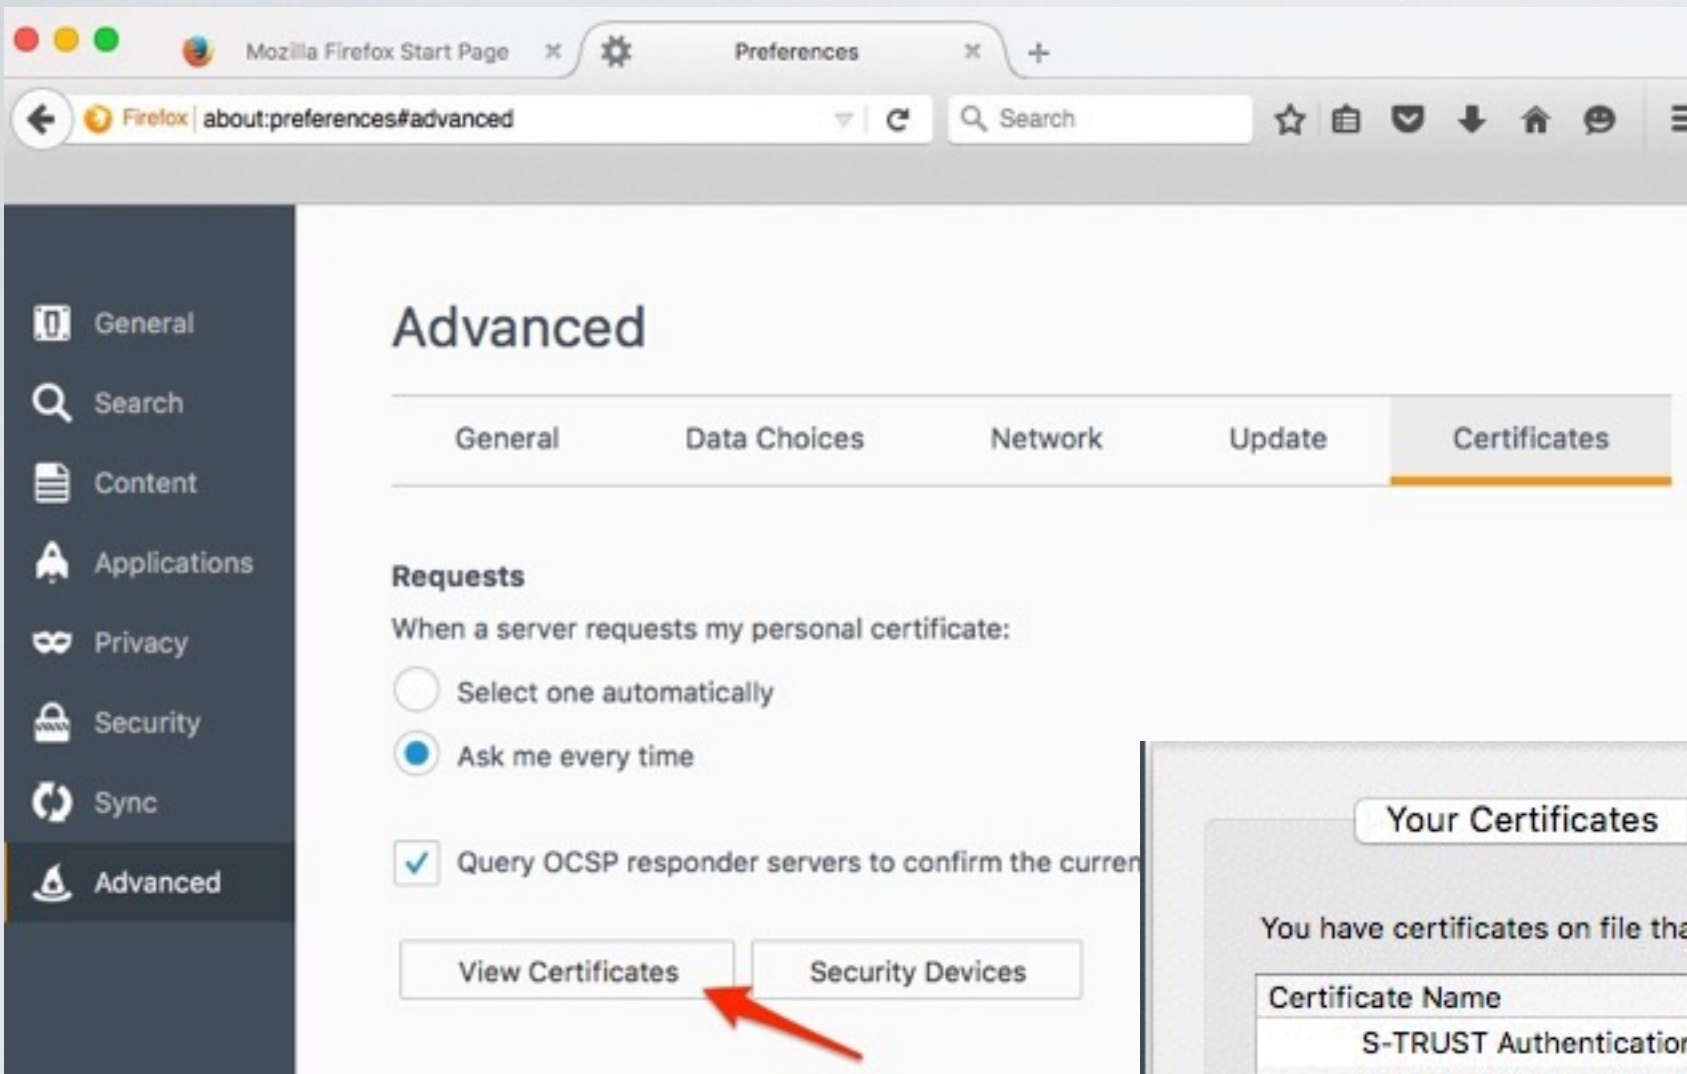 Mozilla Firefox Start Page
Preferences
Firefox about:preferences#advanced
Search
General
Search
Content
Applications
Privacy
Security
Sync
Advanced
Advanced
General Data Choices Network Update Certificates
Requests
When a server requests my personal certificate:
Select one automatically
Ask me every time
Query OCSP responder servers to confirm the curren
View Certificates
Security Devices
Your Certificates
You have certificates on file tha
Certificate Name
S-TRUST Authentication